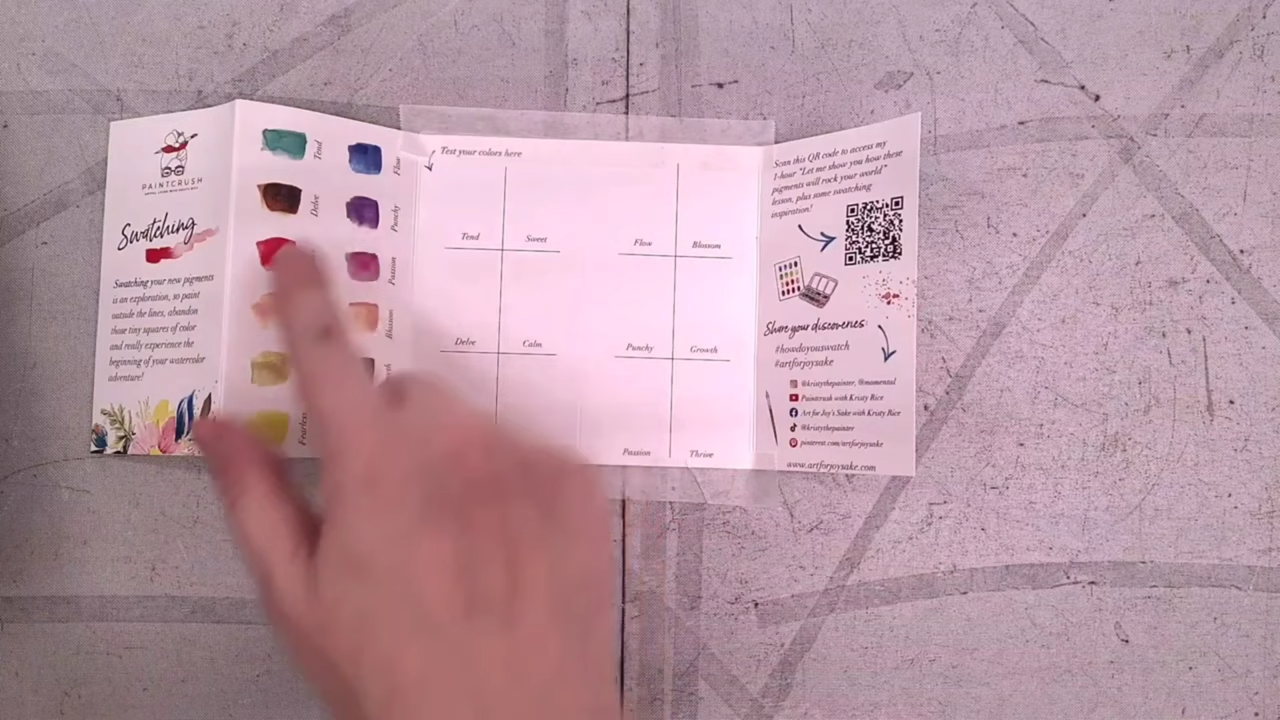 PAINTCRUSH
Swatching
Swatching your new pigments
is an exploration, so paint
outside the lines, abandon
those tiny squares of color
and really experience the
beginning of your watercolor
adventure!
Tend
Delve
Flow
Punchy
Passion
Blossom
Test your colors here
Tend
Sweet
Delve
Calm
Flow
Blossom
Punchy
Growth
Passion
Thrive
Scan this QR code to access my
1-hour "Let me show you how these
pigments will rock your world"
lesson, plus some swatching
inspiration!
Share your discoveries:
#howdoyouswatch
#artforjoysake
@kristythepainter, @momental
Paintcrush with Kristy Rice
Art for Joy's Sake with Kristy Rice
@kristythepainter
pinterest.com/artforjoysake
www.artforjoysake.com